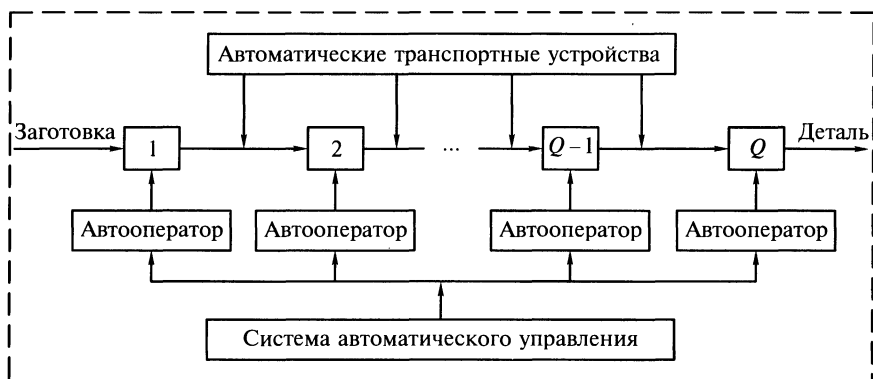 Автоматические транспортные устройства
Заготовка
Деталь
1
2
...
Q – 1
Q
Автооператор
Автооператор
Автооператор
Автооператор
Система автоматического управления